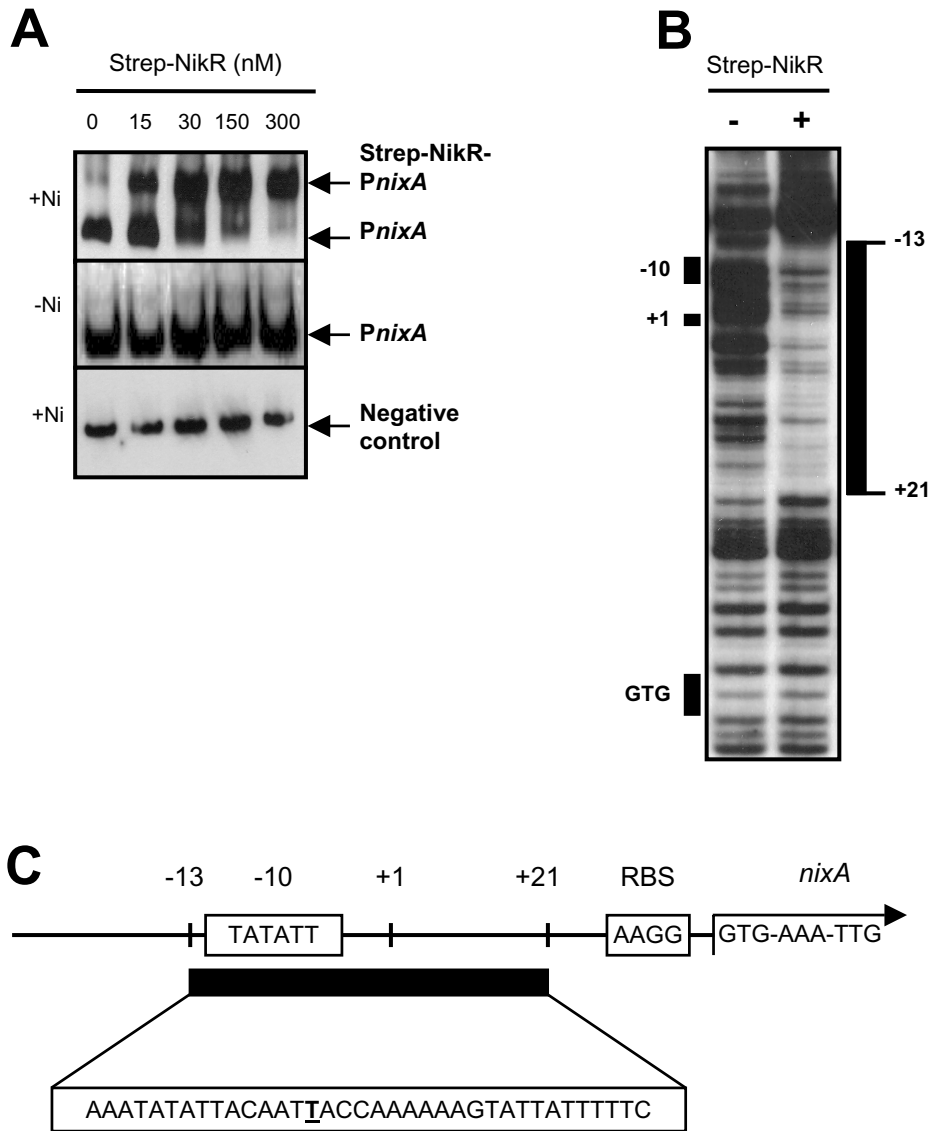 A
Strep-NikR (nM)
0 15 30 150 300
+Ni
Strep-NikR-
PnixA
PnixA
-Ni
PnixA
+Ni
Negative
control
B
Strep-NikR
- +
-13
-10
+1
+21
GTG
C
-13 -10 +1 +21 RBS nixA
TATATT AAGG GTG-AAA-TTG
AAATATATTACAATTACCAAAAAAGTATTATTTTTC